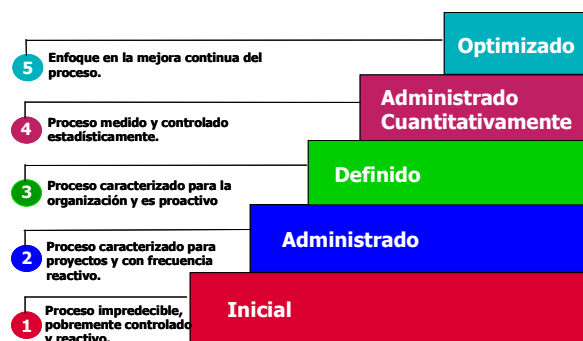 5
Enfoque en la mejora continua del
proceso.
Optimizado
4
Proceso medido y controlado
estadísticamente.
Administrado
Cuantitativamente
3
Proceso caracterizado para la
organización y es proactivo
Definido
2
Proceso caracterizado para
proyectos y con frecuencia
reactivo.
Administrado
1
Proceso impredecible,
pobremente controlado
y reactivo.
Inicial